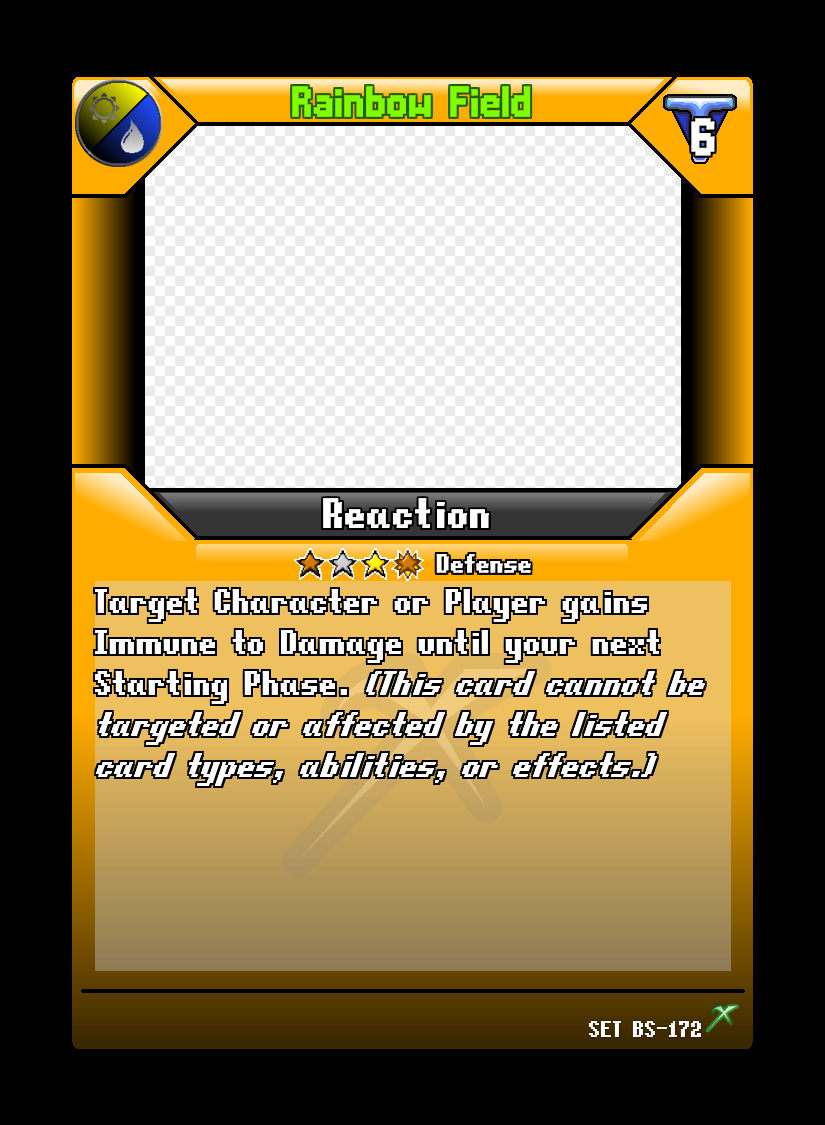 Rainbow Field
6
Reaction
Defense
Target Character or Player gains
Immune to Damage until your next
Starting Phase. (This card cannot be
targeted or affected by the listed
card types, abilities, or effects.)
SET BS-172